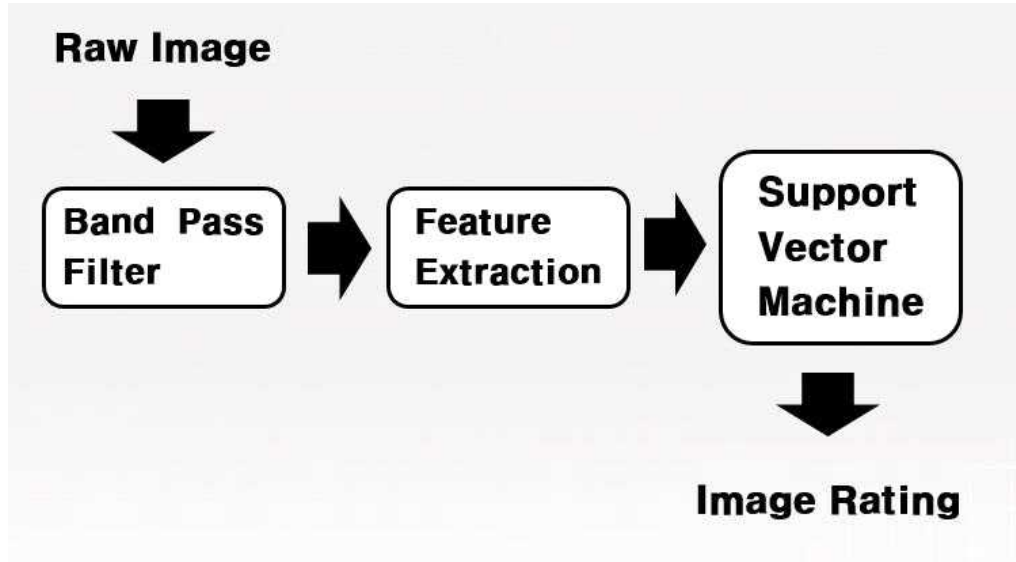 Raw Image
Band Pass
Filter
Feature
Extraction
Support
Vector
Machine
Image Rating